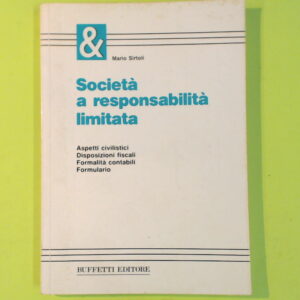 &
Mario Sirtoli
Società
a responsabilità
limitata
Aspetti civilistici
Disposizioni fiscali
Formalità contabili
Formulario
BUFFETTI EDITORE